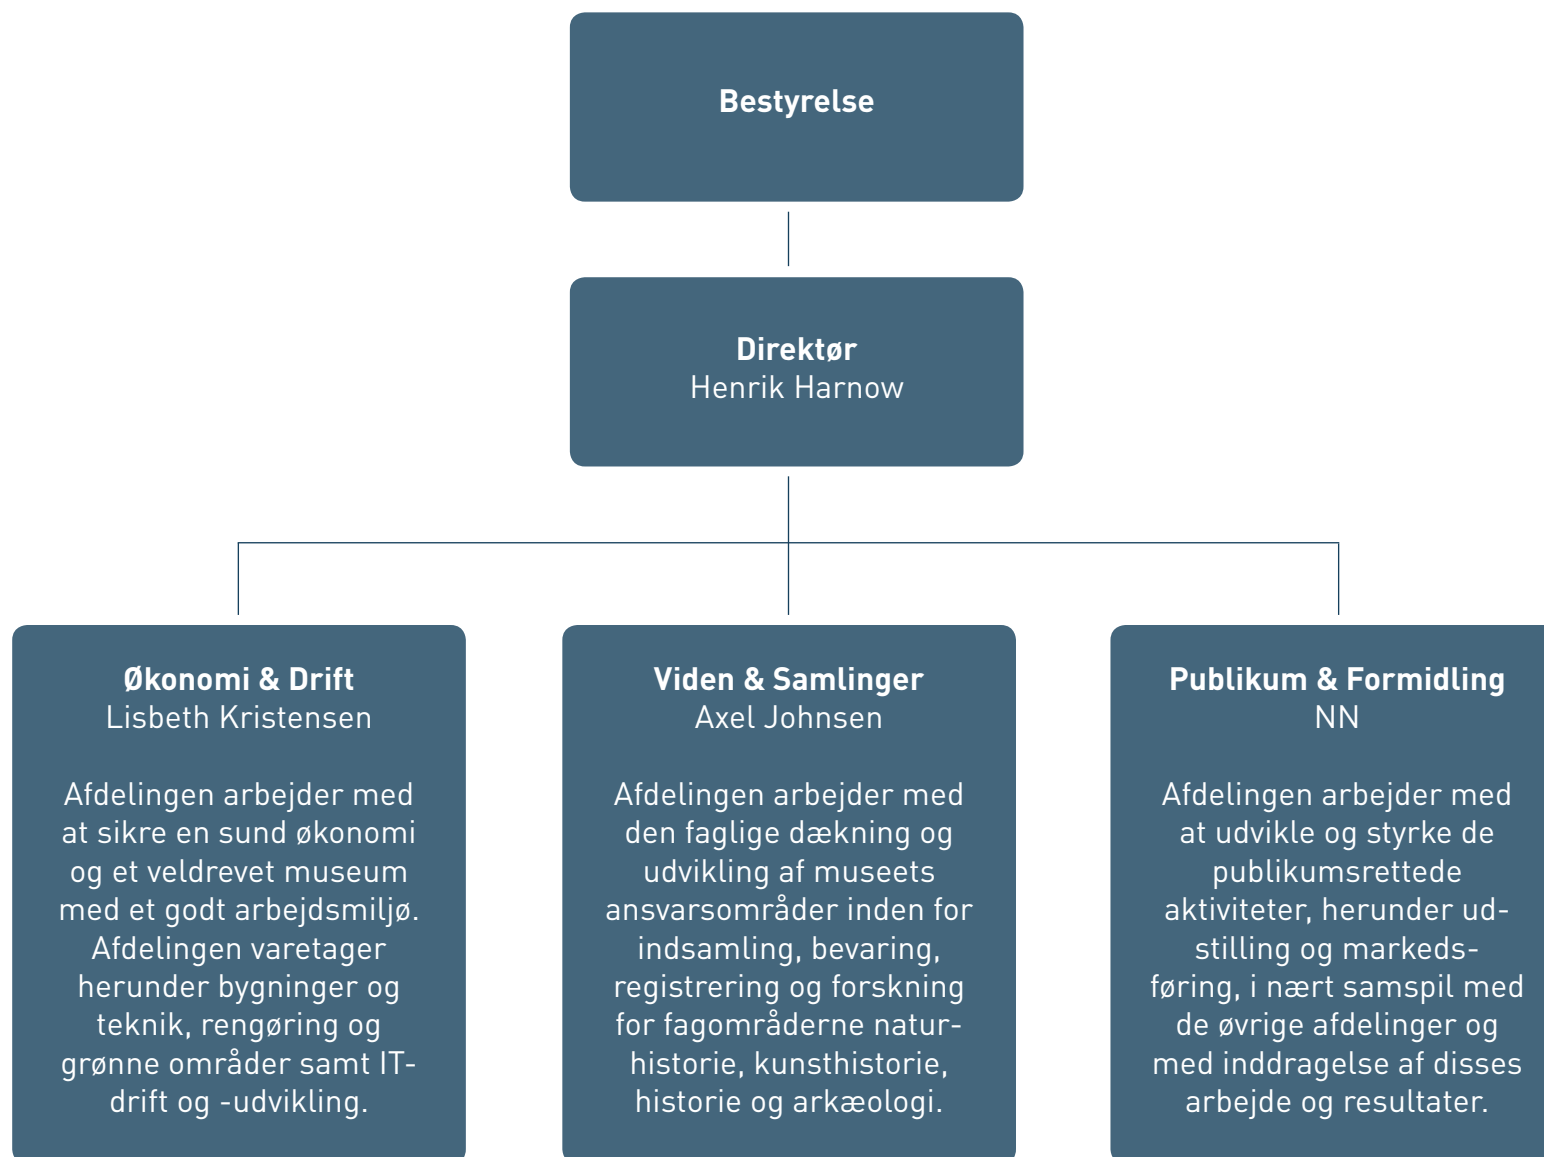 Bestyrelse
Direktør
Henrik Harnow
Økonomi & Drift
Lisbeth Kristensen
Afdelingen arbejder med
at sikre en sund økonomi
og et veldrevet museum
med et godt arbejdsmiljø.
Afdelingen varetager
herunder bygninger og
teknik, rengøring og
grønne områder samt IT-
drift og -udvikling.
Viden & Samlinger
Axel Johnsen
Afdelingen arbejder med
den faglige dækning og
udvikling af museets
ansvarsområder inden for
indsamling, bevaring,
registrering og forskning
for fagområderne natur-
historie, kunsthistorie,
historie og arkæologi.
Publikum & Formidling
NN
Afdelingen arbejder med
at udvikle og styrke de
publikumsrettede
aktiviteter, herunder ud-
stilling og markeds-
føring, i nært samspil med
de øvrige afdelinger og
med inddragelse af disses
arbejde og resultater.